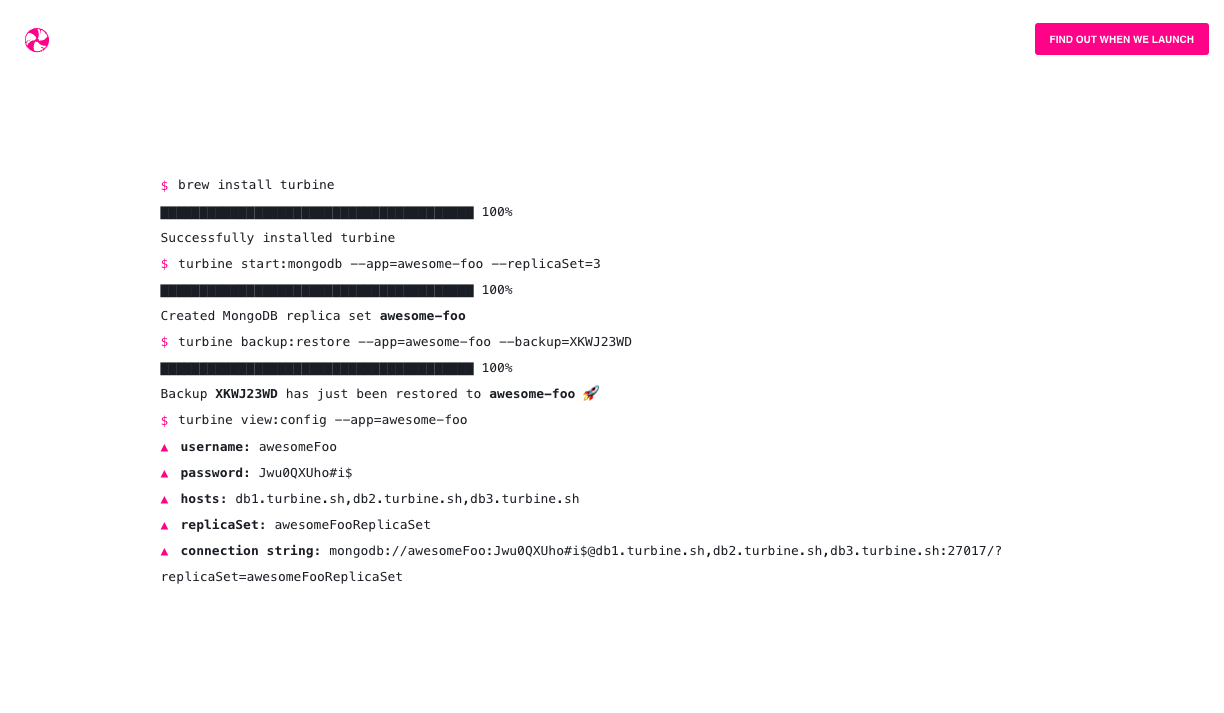 FIND OUT WHEN WE LAUNCH
$ brew install turbine
████████████████████████████████████████ 100%
Successfully installed turbine
$ turbine start:mongodb --app=awesome-foo --replicaSet=3
████████████████████████████████████████ 100%
Created MongoDB replica set awesome-foo
$ turbine backup:restore --app=awesome-foo --backup=XKWJ23WD
████████████████████████████████████████ 100%
Backup XKWJ23WD has just been restored to awesome-foo 🚀
$ turbine view:config --app=awesome-foo
▲ username: awesomeFoo
▲ password: Jwu0QXUho#i$
▲ hosts: db1.turbine.sh,db2.turbine.sh,db3.turbine.sh
▲ replicaSet: awesomeFooReplicaSet
▲ connection string: mongodb://awesomeFoo:Jwu0QXUho#i$@db1.turbine.sh,db2.turbine.sh,db3.turbine.sh:27017/?
replicaSet=awesomeFooReplicaSet